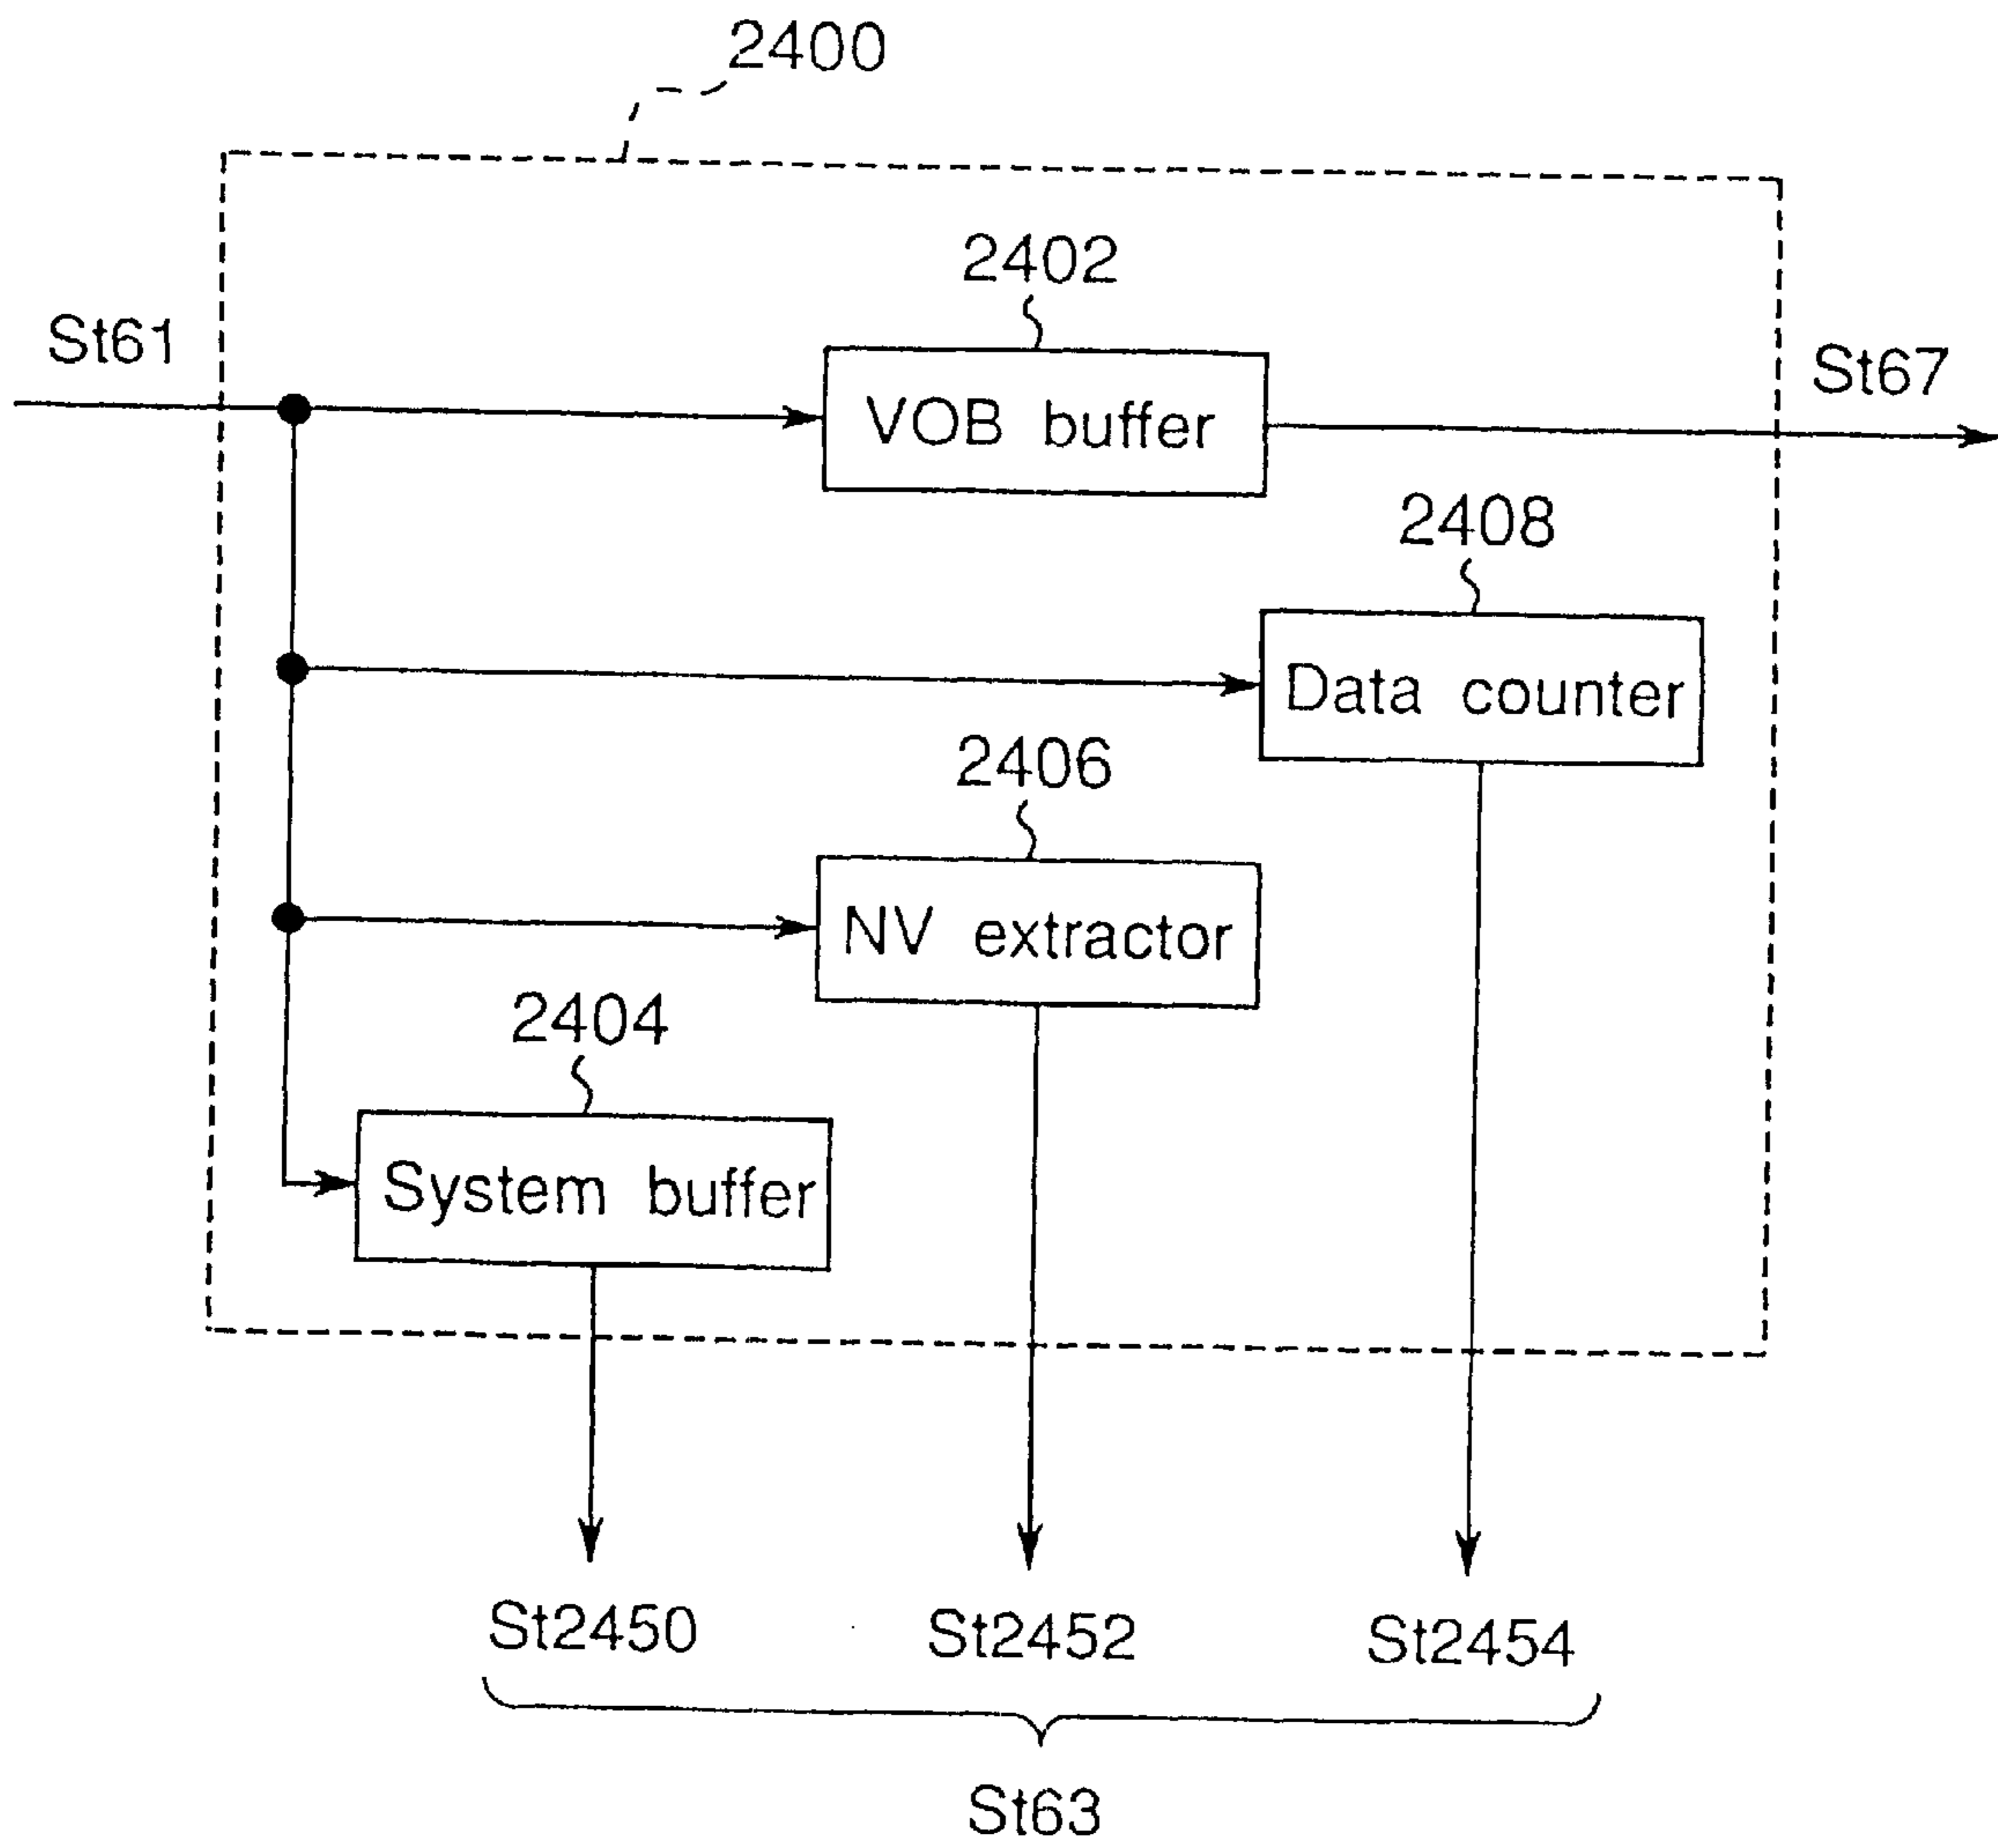 2400
2402
St61
VOB buffer
St67
2408
Data counter
2406
NV extractor
2404
System buffer
St2450
St2452
St2454
St63